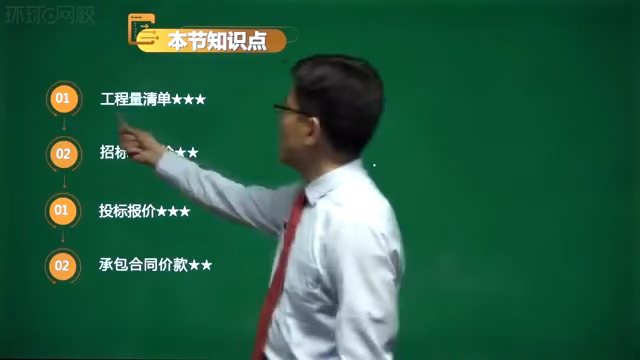 环球网校
本节知识点
01 工程量清单★★★
02 招标
★★
01 投标报价★★★
02 承包合同价款★★